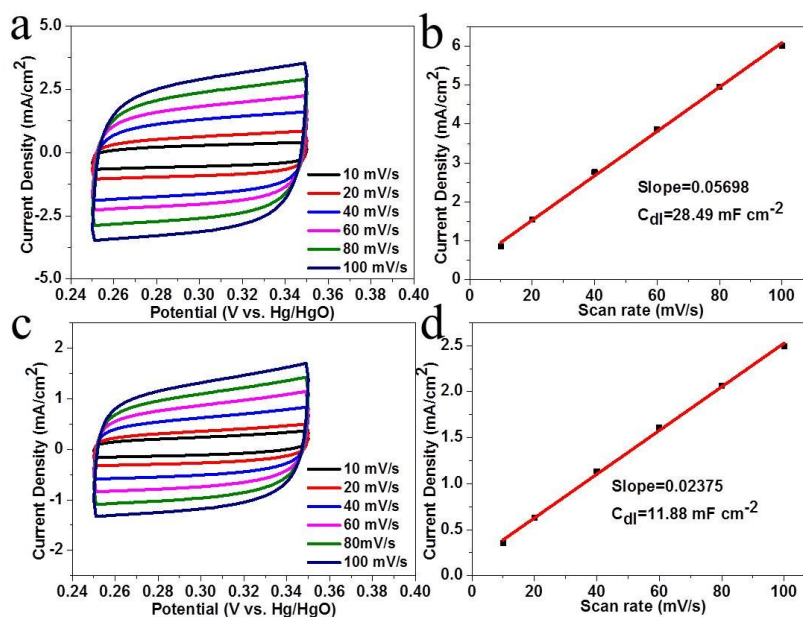 a
Current Density (mA/cm²)
5.0
2.5
0.0
-2.5
-5.0
10 mV/s
20 mV/s
40 mV/s
60 mV/s
80 mV/s
100 mV/s
0.24 0.26 0.28 0.30 0.32 0.34 0.36 0.38 0.40
Potential (V vs. Hg/HgO)
b
Current Density (mA/cm²)
6
5
4
3
2
1
0
Slope=0.05698
Cdl=28.49 mF cm⁻²
20 40 60 80 100
Scan rate (mV/s)
c
Current Density (mA/cm²)
2
1
0
-1
-2
10 mV/s
20 mV/s
40 mV/s
60 mV/s
80mV/s
100 mV/s
0.24 0.26 0.28 0.30 0.32 0.34 0.36 0.38 0.40
Potential (V vs. Hg/HgO)
d
Current Density (mA/cm²)
2.5
2.0
1.5
1.0
0.5
0.0
Slope=0.02375
Cdl=11.88 mF cm⁻²
20 40 60 80 100
Scan rate (mV/s)